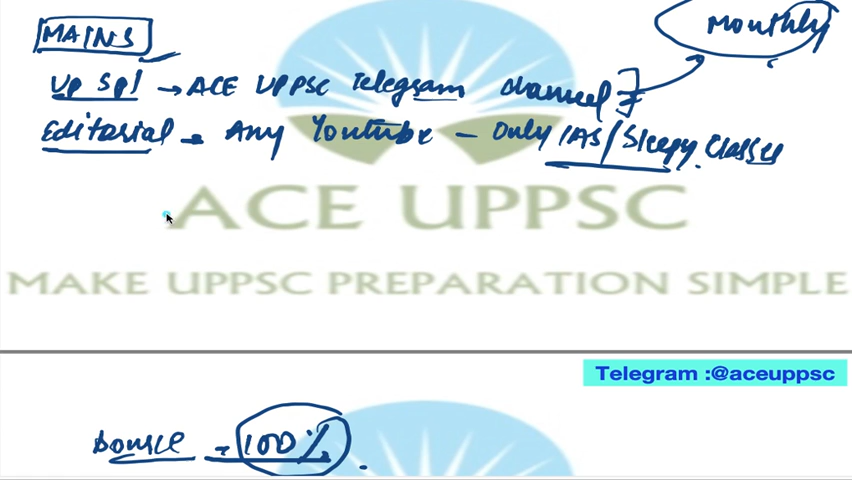 Monthly
MAINS
UP Spl → ACE UPPSC Telegram channel
Editorial - Any Youtube - Only IAS/Sleepy Classes
ACE UPPSC
MAKE UPPSC PREPARATION SIMPLE
Telegram :@aceuppsc
Source - 100%.